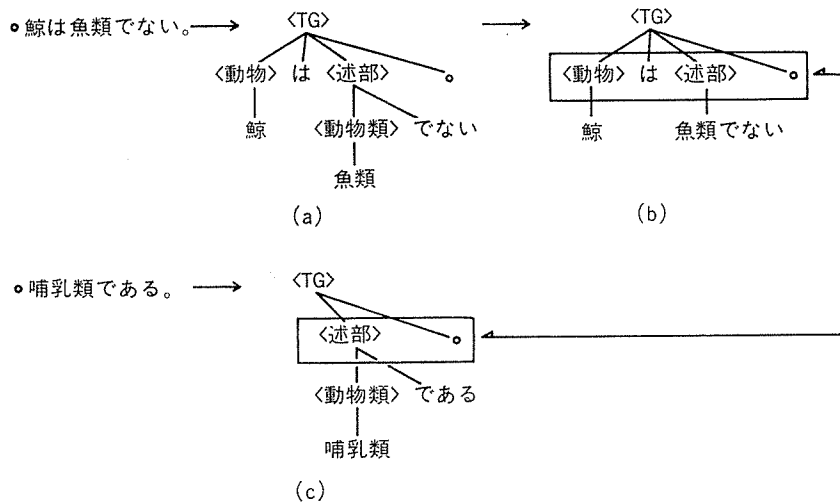 ∘鯨は魚類でない。 → 〈TG〉 → 〈TG〉
〈動物〉 は 〈述部〉 。 〈動物〉 は 〈述部〉 。
鯨 〈動物類〉 でない 鯨 魚類でない
魚類
(a) (b)
∘哺乳類である。 → 〈TG〉
〈述部〉 。
〈動物類〉 である
哺乳類
(c)